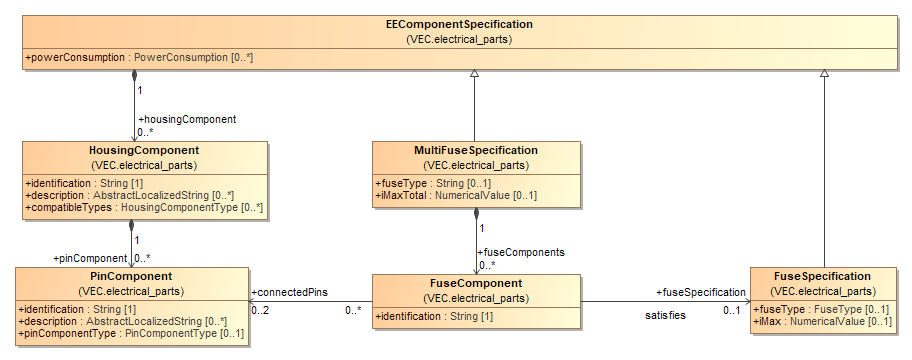 EEComponentSpecification
(VEC.electrical_parts)
+powerConsumption : PowerConsumption [0..*]
1
+housingComponent
0..*
HousingComponent
(VEC.electrical_parts)
+identification : String [1]
+description : AbstractLocalizedString [0..*]
+compatibleTypes : HousingComponentType [0..*]
MultiFuseSpecification
(VEC.electrical_parts)
+fuseType : String [0..1]
+iMaxTotal : NumericalValue [0..1]
1
+pinComponent 0..*
1
+fuseComponents
0..*
PinComponent
(VEC.electrical_parts)
+identification : String [1]
+description : AbstractLocalizedString [0..*]
+pinComponentType : PinComponentType [0..1]
+connectedPins
0..2 0..*
FuseComponent
(VEC.electrical_parts)
+identification : String [1]
+fuseSpecification
satisfies 0..1
FuseSpecification
(VEC.electrical_parts)
+fuseType : FuseType [0..1]
+iMax : NumericalValue [0..1]